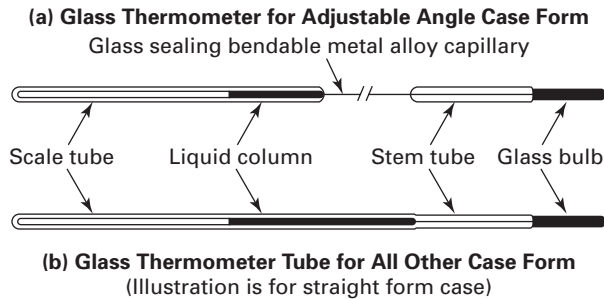 (a) Glass Thermometer for Adjustable Angle Case Form
Glass sealing bendable metal alloy capillary
Scale tube
Liquid column
Stem tube
Glass bulb
(b) Glass Thermometer Tube for All Other Case Form
(Illustration is for straight form case)